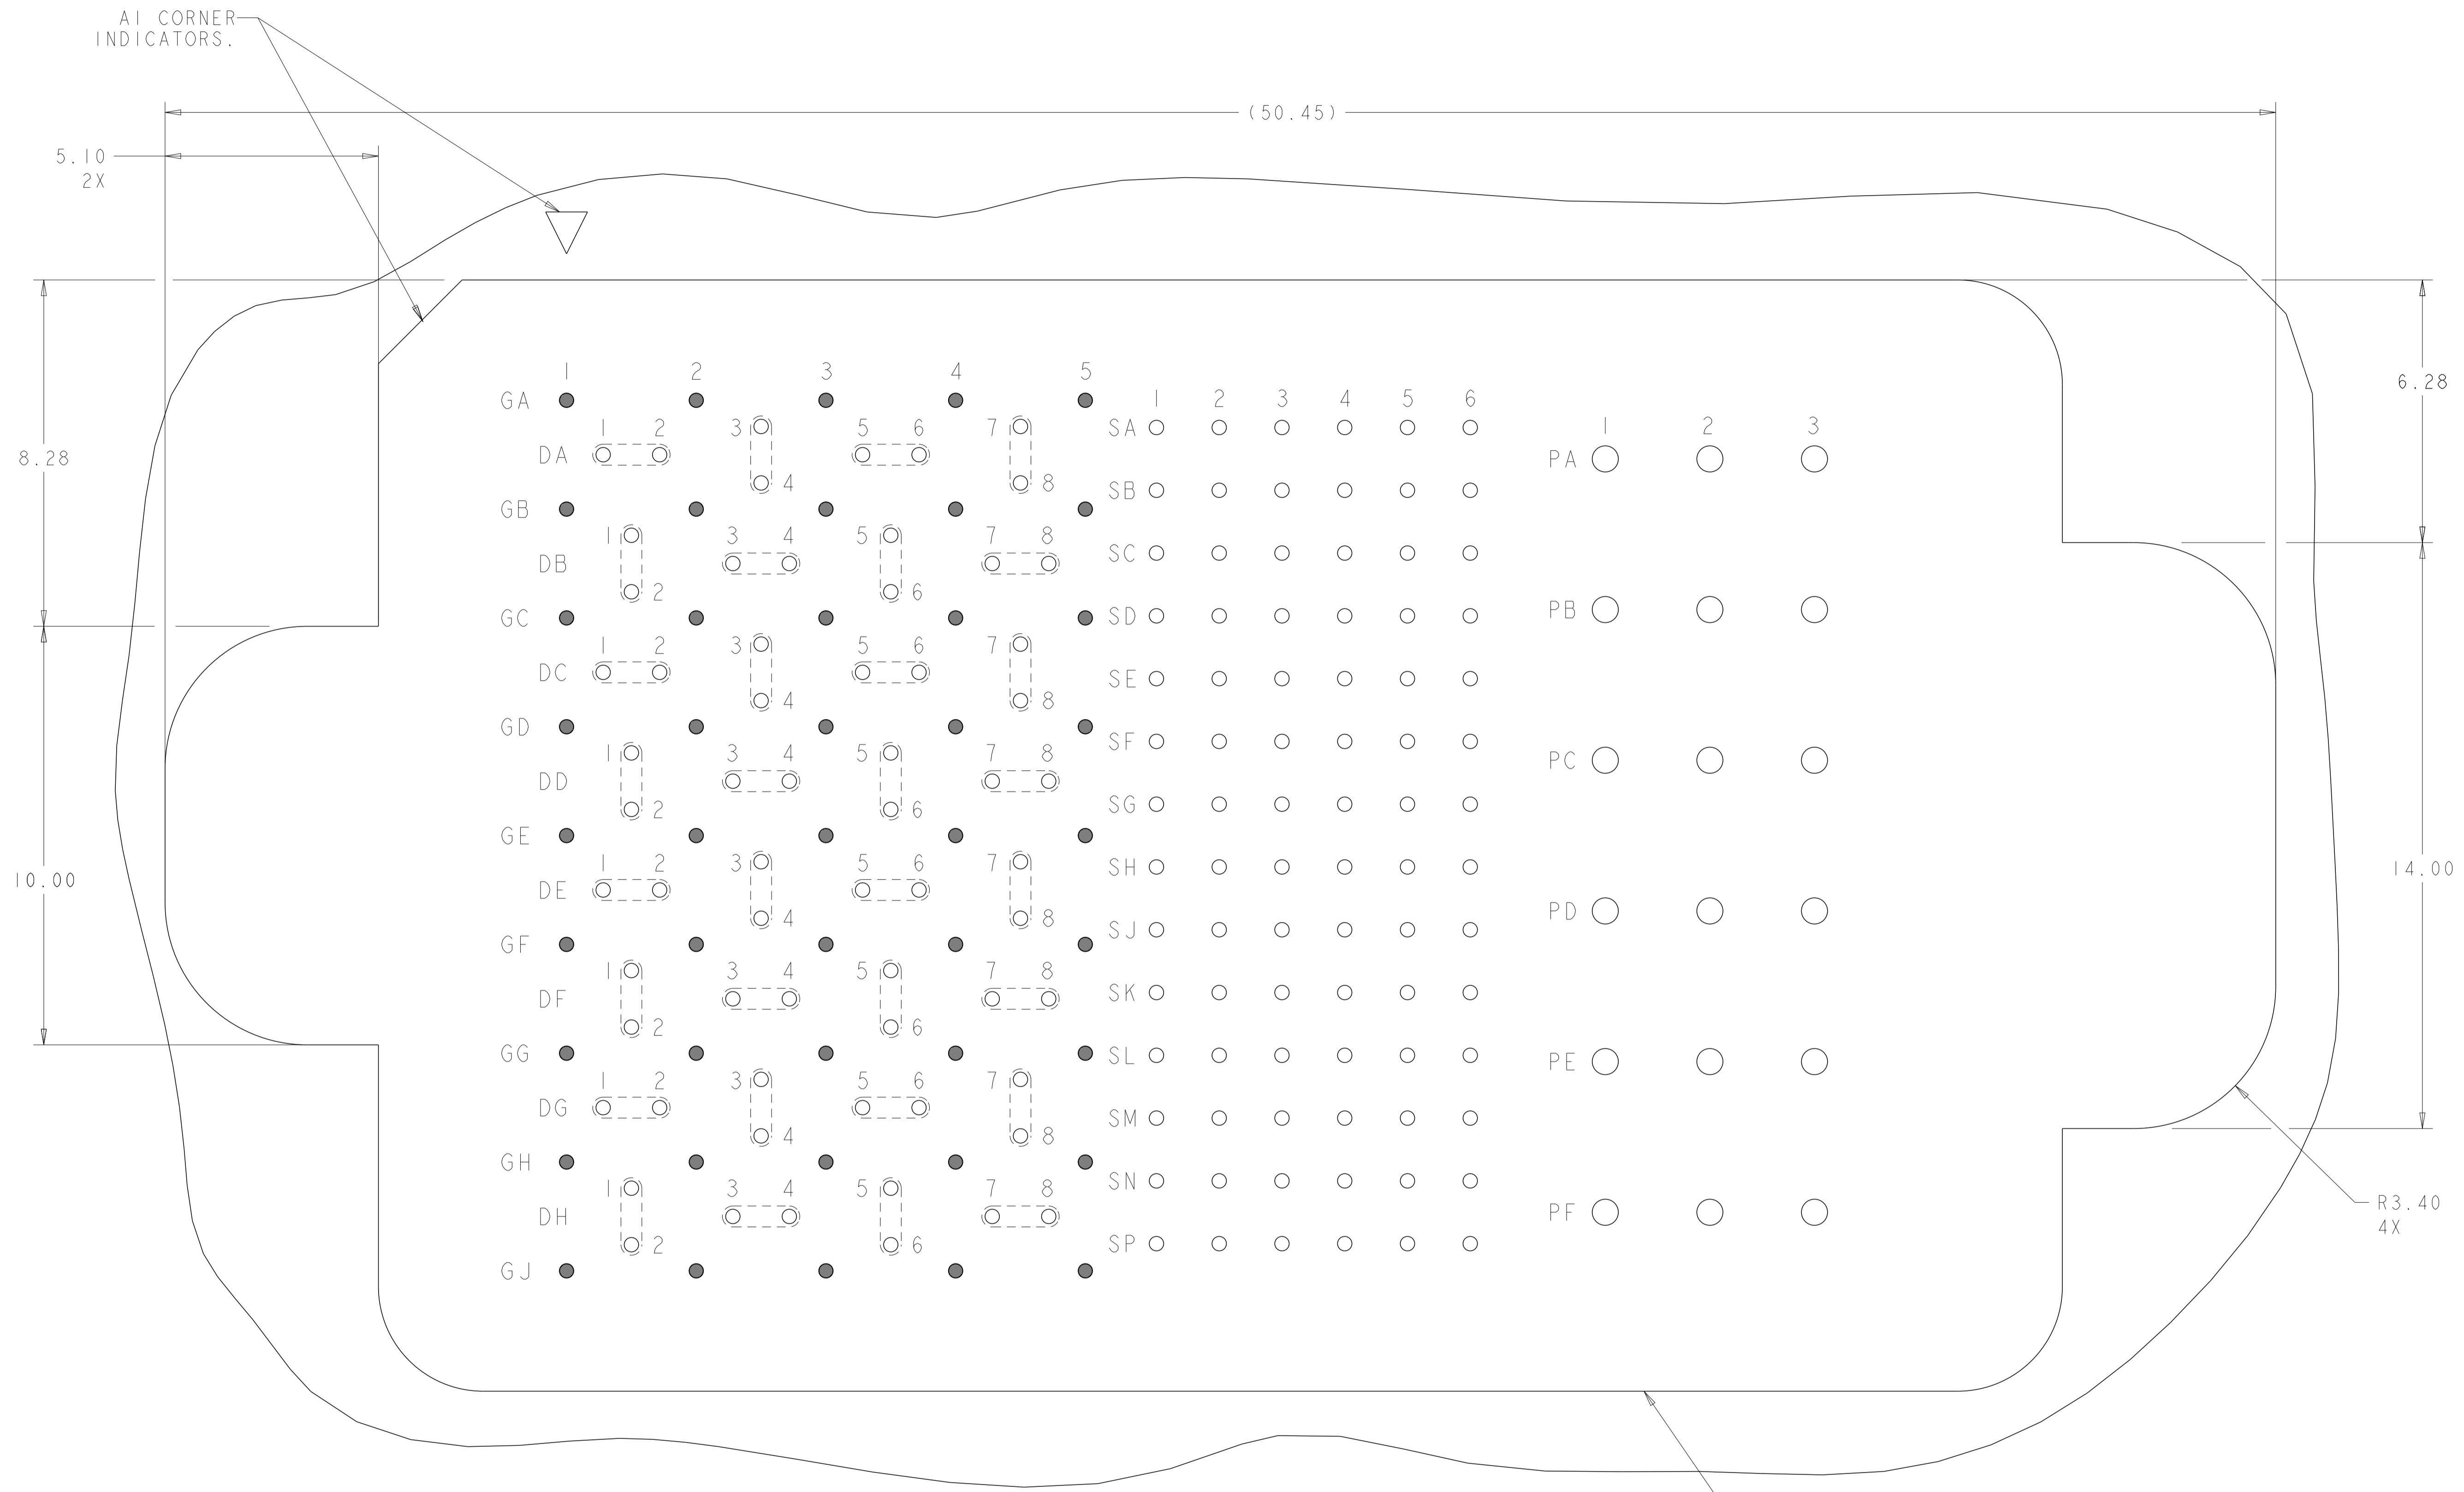 A1 CORNER
INDICATORS.
(50.45)
5.10
2X
8.28
10.00
6.28
14.00
R3.40
4X
1 2 3 4 5
GA
1 2 3 4 5 6 7 8
DA
GB
1 2 3 4 5 6 7 8
DB
GC
1 2 3 4 5 6 7 8
DC
GD
1 2 3 4 5 6 7 8
DD
GE
1 2 3 4 5 6 7 8
DE
GF
1 2 3 4 5 6 7 8
DF
GG
1 2 3 4 5 6 7 8
DG
GH
1 2 3 4 5 6 7 8
DH
GJ
1 2 3 4 5 6
SA
SB
SC
SD
SE
SF
SG
SH
SJ
SK
SL
SM
SN
SP
1 2 3
PA
PB
PC
PD
PE
PF